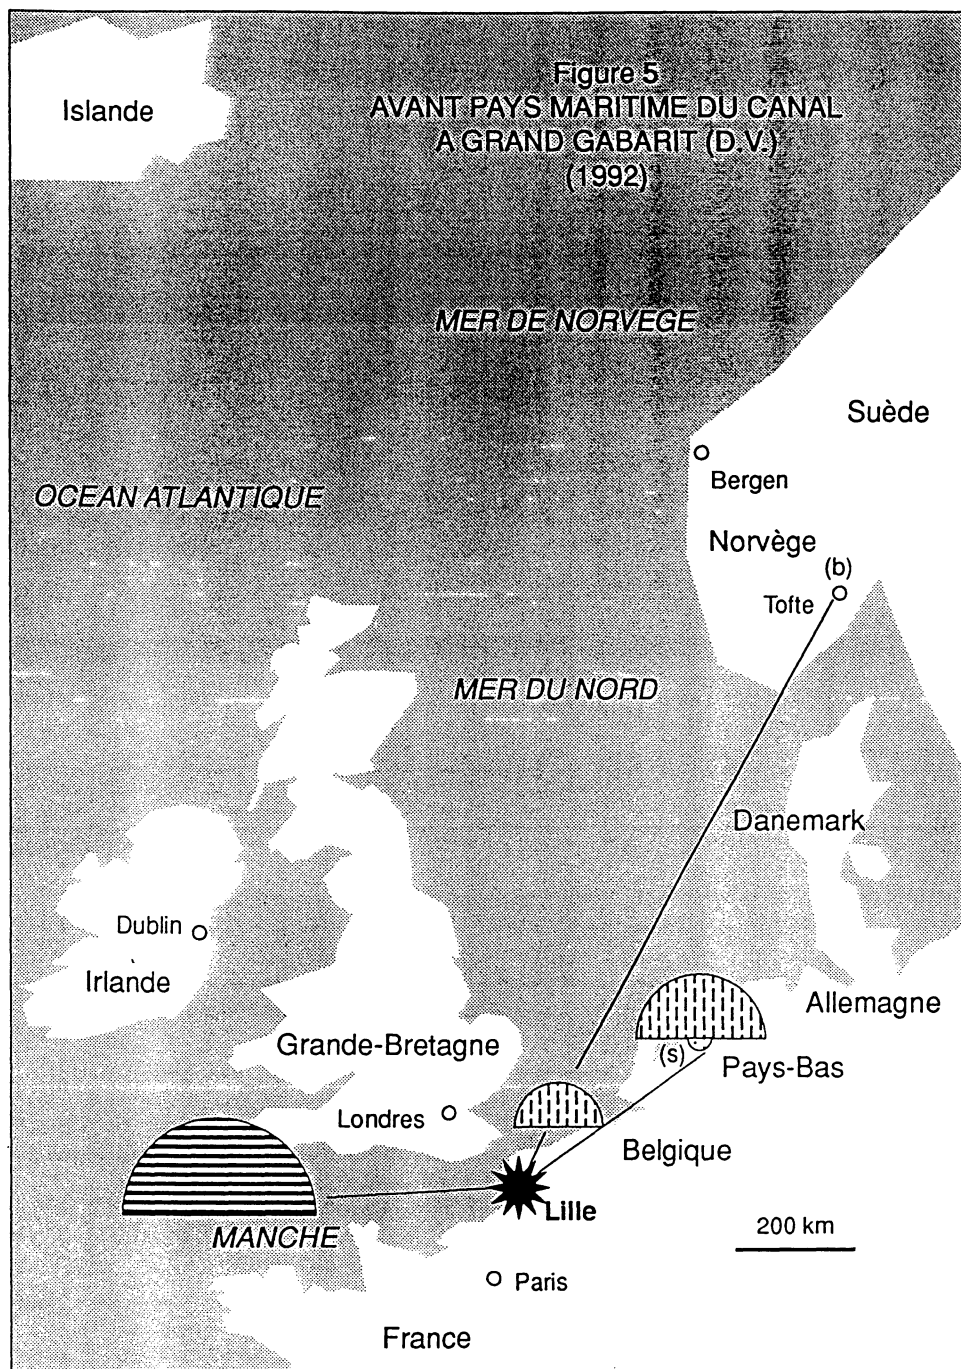 Figure 5
AVANT PAYS MARITIME DU CANAL
A GRAND GABARIT (D.V.)
(1992)
Islande
MER DE NORVEGE
Suède
Bergen
OCEAN ATLANTIQUE
Norvège
(b)
Tofte
MER DU NORD
Danemark
Dublin
Irlande
Allemagne
Grande-Bretagne
(s)
Pays-Bas
Londres
Belgique
Lille
MANCHE
200 km
Paris
France